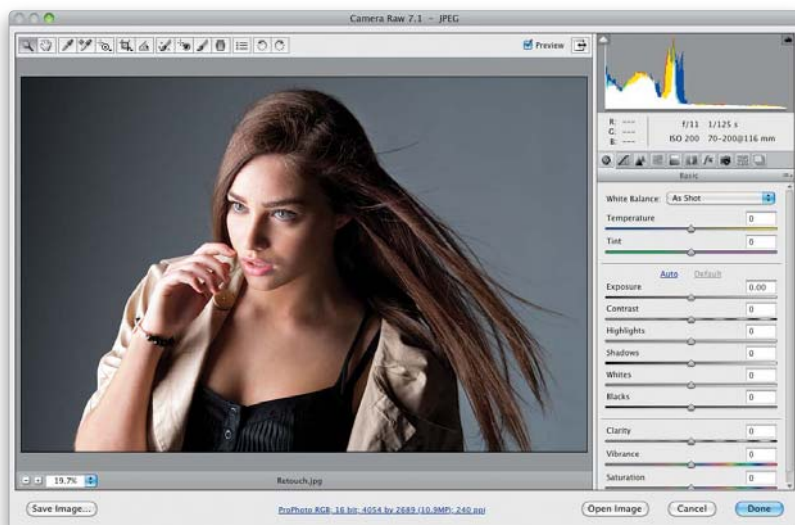 Camera Raw 7.1 - JPEG
Preview
R: ---
G: ---
B: ---
f/11 1/125 s
ISO 200 70-200@116 mm
Basic
White Balance: As Shot
Temperature 0
Tint 0
Auto Default
Exposure 0.00
Contrast 0
Highlights 0
Shadows 0
Whites 0
Blacks 0
Clarity 0
Vibrance 0
Saturation 0
19.7%
Retouch.jpg
Save Image...
ProPhoto RGB; 16 bit; 4054 by 2689 (10.9MP); 240 ppi
Open Image
Cancel
Done